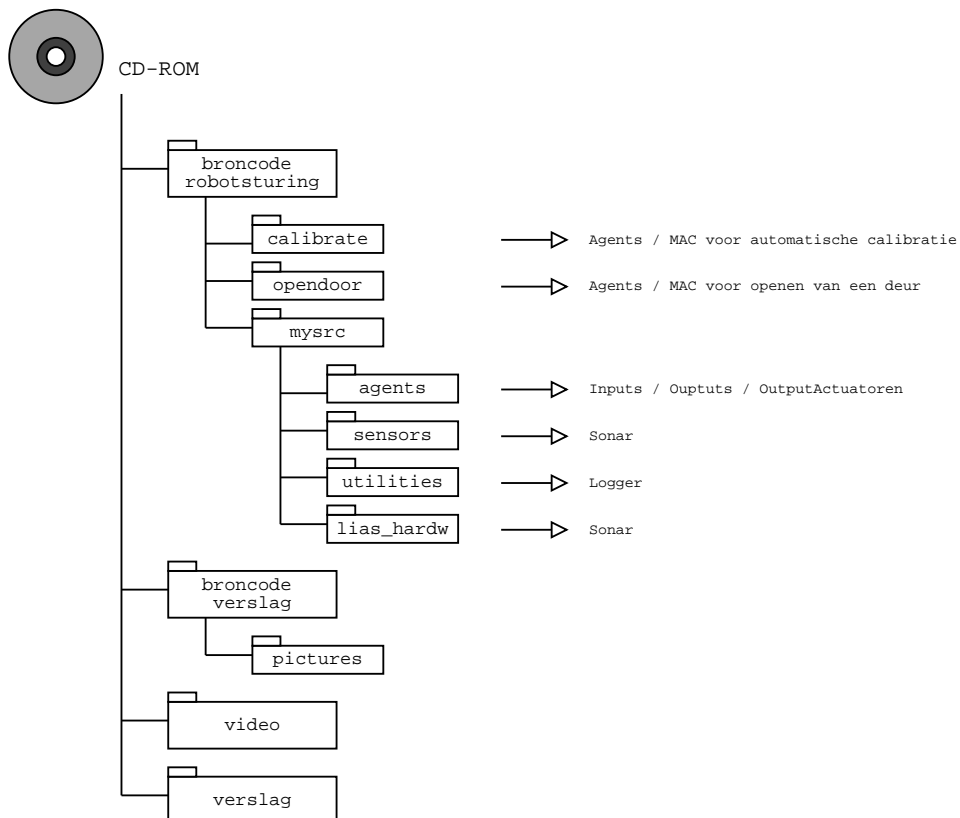 CD-ROM
broncode
robotsturing
calibrate
Agents / MAC voor automatische calibratie
opendoor
Agents / MAC voor openen van een deur
mysrc
agents
Inputs / Ouptuts / OutputActuatoren
sensors
Sonar
utilities
Logger
lias_hardw
Sonar
broncode
verslag
pictures
video
verslag